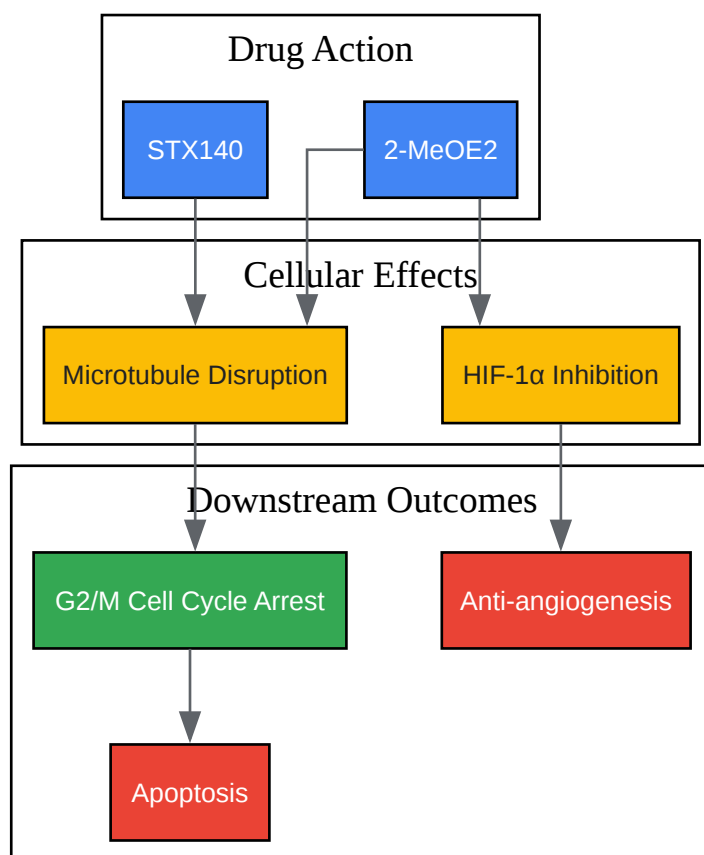 Drug Action
STX140
2-MeOE2
Cellular Effects
Microtubule Disruption
HIF-1α Inhibition
Downstream Outcomes
G2/M Cell Cycle Arrest
Anti-angiogenesis
Apoptosis